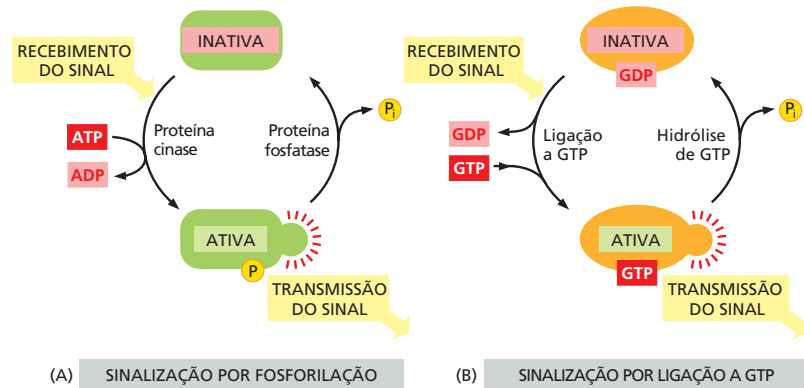 RECEBIMENTO
DO SINAL
INATIVA
ATP
ADP
Proteína
cinase
Proteína
fosfatase
Pi
ATIVA
P
TRANSMISSÃO
DO SINAL
(A) SINALIZAÇÃO POR FOSFORILAÇÃO
RECEBIMENTO
DO SINAL
INATIVA
GDP
GDP
GTP
Ligação
a GTP
Hidrólise
de GTP
Pi
ATIVA
GTP
TRANSMISSÃO
DO SINAL
(B) SINALIZAÇÃO POR LIGAÇÃO A GTP